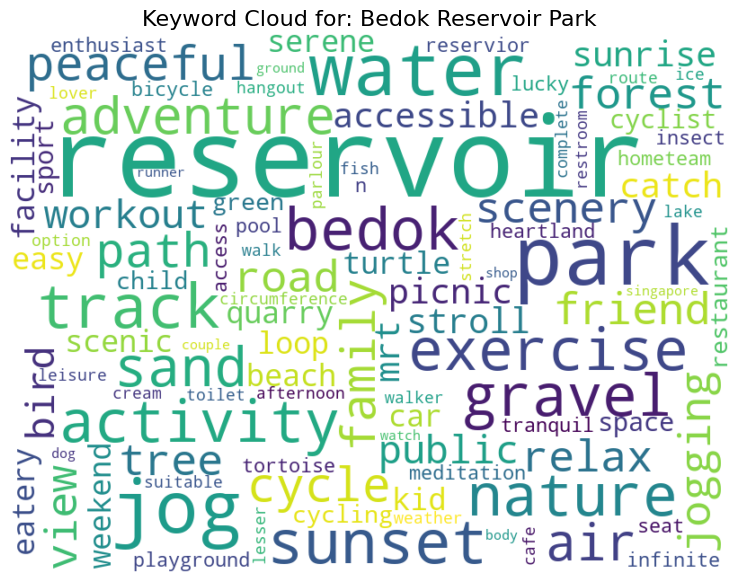 Keyword Cloud for: Bedok Reservoir Park
enthusiast
serene
reservior
sunrise
peaceful
ground
water
route
ice
lover
bicycle
hangout
lucky
forest
adventure
accessible
complete
restroom
cyclist
insect
facility
sport
reservoir
runner
parlour
fish
n
hometeam
catch
workout
green
pool
bedok
scenery
heartland
lake
park
option
easy
path
access
walk
turtle
stretch
child
road
picnic
shop
singapore
restaurant
track
circumference
quarry
family
mrt
stroll
friend
scenic
couple
loop
exercise
bird
leisure
sand
beach
cream
toilet
afternoon
walker
gravel
jogging
activity
car
tranquil
space
watch
public
relax
eatery
view
dog
weekend
tree
tortoise
meditation
suitable
jog
cycle
kid
nature
cycling
weather
lesser
sunset
body
cafe
air
seat
playground
infinite